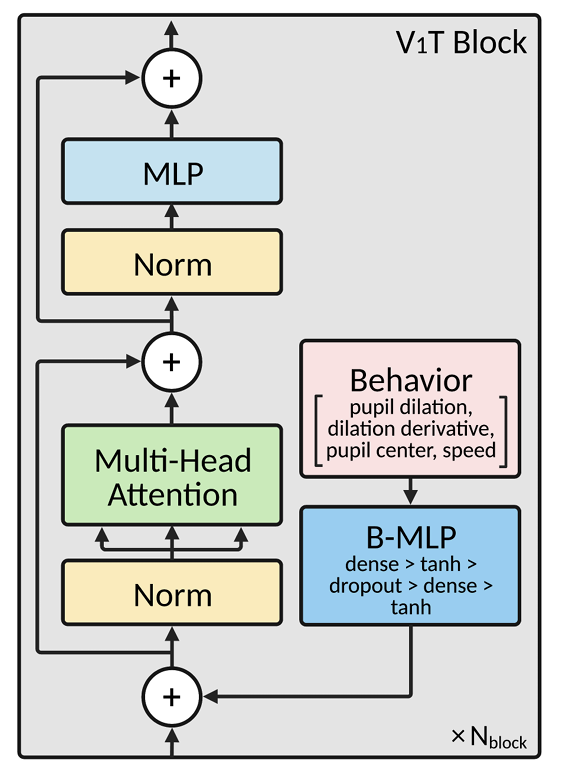 V1T Block
+
MLP
Norm
+
Behavior
[pupil dilation,
dilation derivative,
pupil center, speed]
Multi-Head
Attention
B-MLP
dense > tanh >
dropout > dense >
tanh
Norm
+
× Nblock